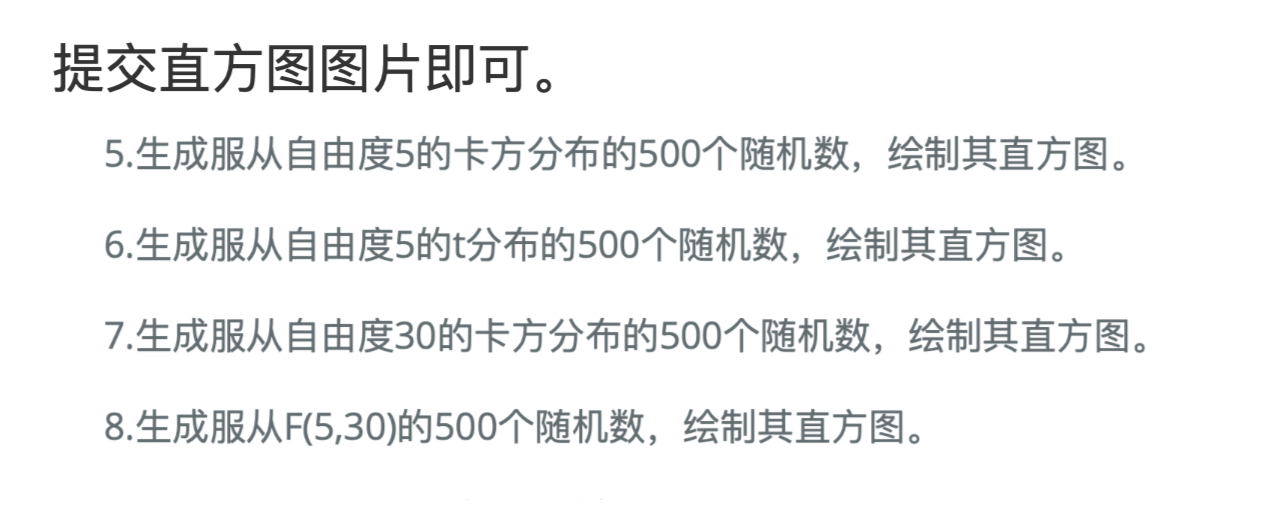 提交直方图图片即可。
5.生成服从自由度5的卡方分布的500个随机数，绘制其直方图。
6.生成服从自由度5的t分布的500个随机数，绘制其直方图。
7.生成服从自由度30的卡方分布的500个随机数，绘制其直方图。
8.生成服从F(5,30)的500个随机数，绘制其直方图。